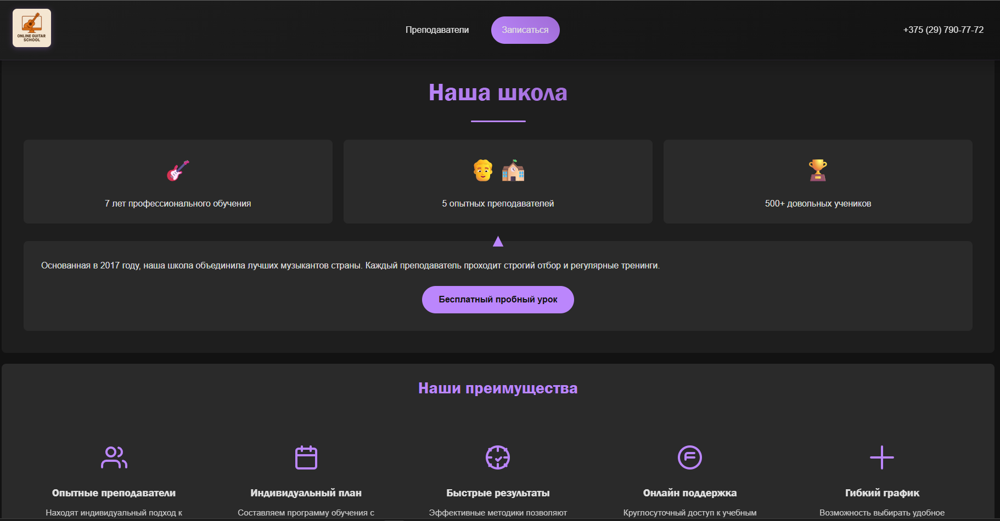 ONLINE GUITAR
SCHOOL
Преподаватели
Записаться
+375 (29) 790-77-72
Наша школа
7 лет профессионального обучения
5 опытных преподавателей
500+ довольных учеников
Основанная в 2017 году, наша школа объединила лучших музыкантов страны. Каждый преподаватель проходит строгий отбор и регулярные тренинги.
Бесплатный пробный урок
Наши преимущества
Опытные преподаватели
Индивидуальный план
Быстрые результаты
Онлайн поддержка
Гибкий график
Находят индивидуальный подход к
Составляем программу обучения с
Эффективные методики позволяют
Круглосуточный доступ к учебным
Возможность выбирать удобное